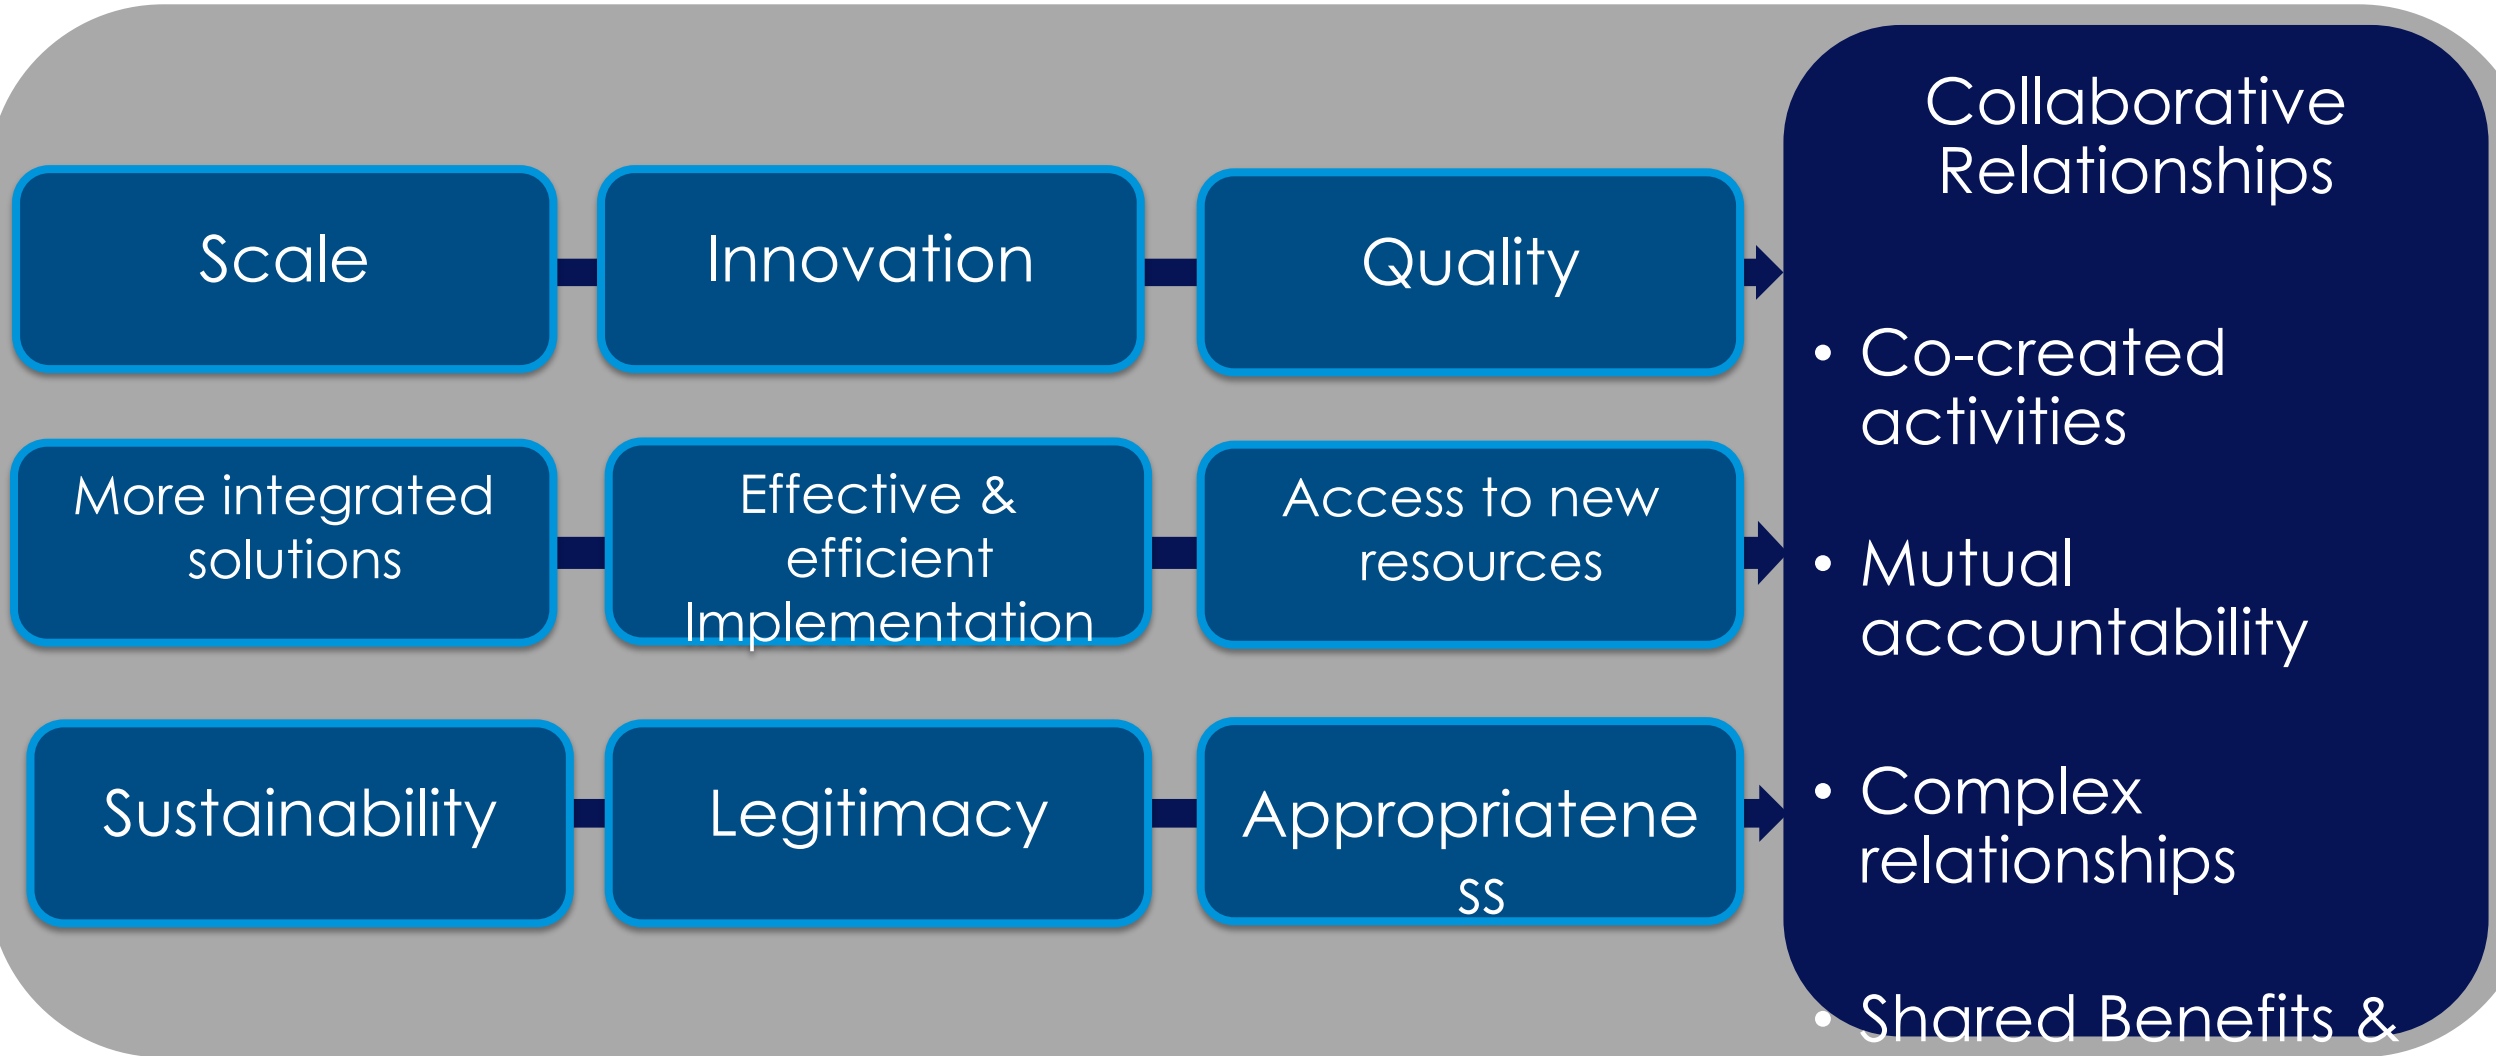 Scale
Innovation
Quality
More integrated
solutions
Effective &
efficient
Implementation
Access to new
resources
Sustainability
Legitimacy
Appropriatene
ss
Collaborative
Relationships
• Co-created
activities
• Mutual
accountability
• Complex
relationships
• Shared Benefits &